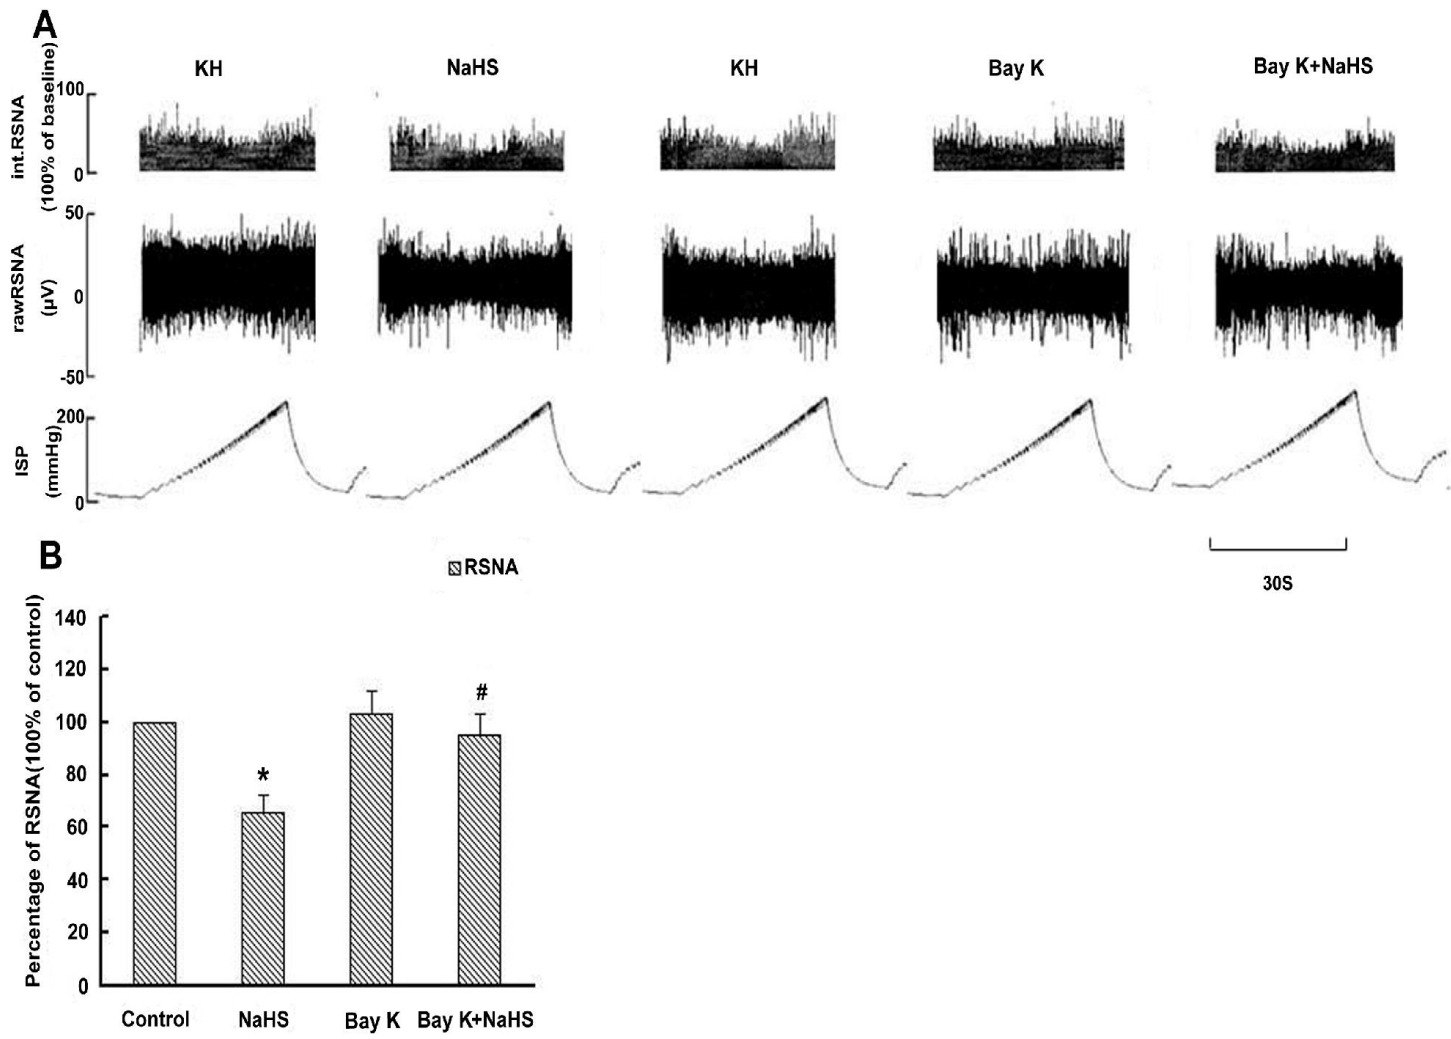 A
KH NaHS KH Bay K Bay K+NaHS
int.RSNA
(100% of baseline)
100
0
rawRSNA
(μV)
50
0
-50
ISP
(mmHg)
200
0
30S
B
RSNA
Percentage of RSNA(100% of control)
140
120
100
80
60
40
20
0
*
#
Control NaHS Bay K Bay K+NaHS